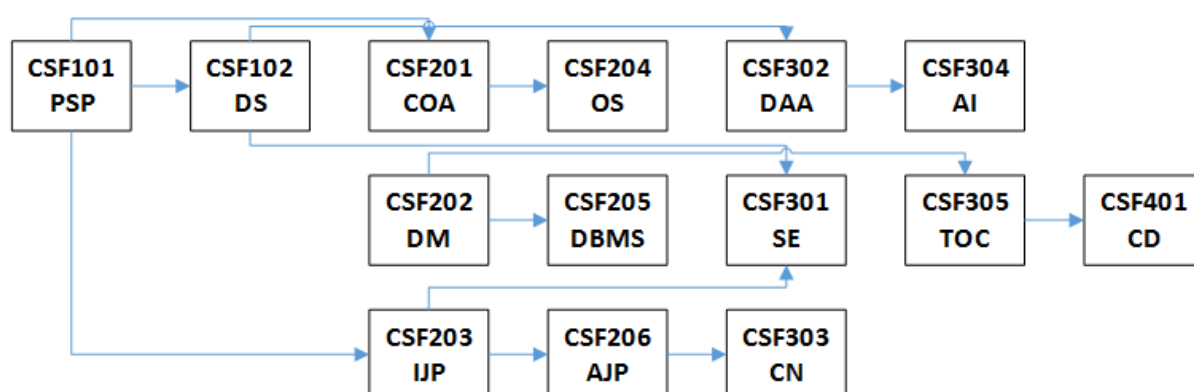 CSF101
PSP
CSF102
DS
CSF201
COA
CSF204
OS
CSF302
DAA
CSF304
AI
CSF202
DM
CSF205
DBMS
CSF301
SE
CSF305
TOC
CSF401
CD
CSF203
IJP
CSF206
AJP
CSF303
CN